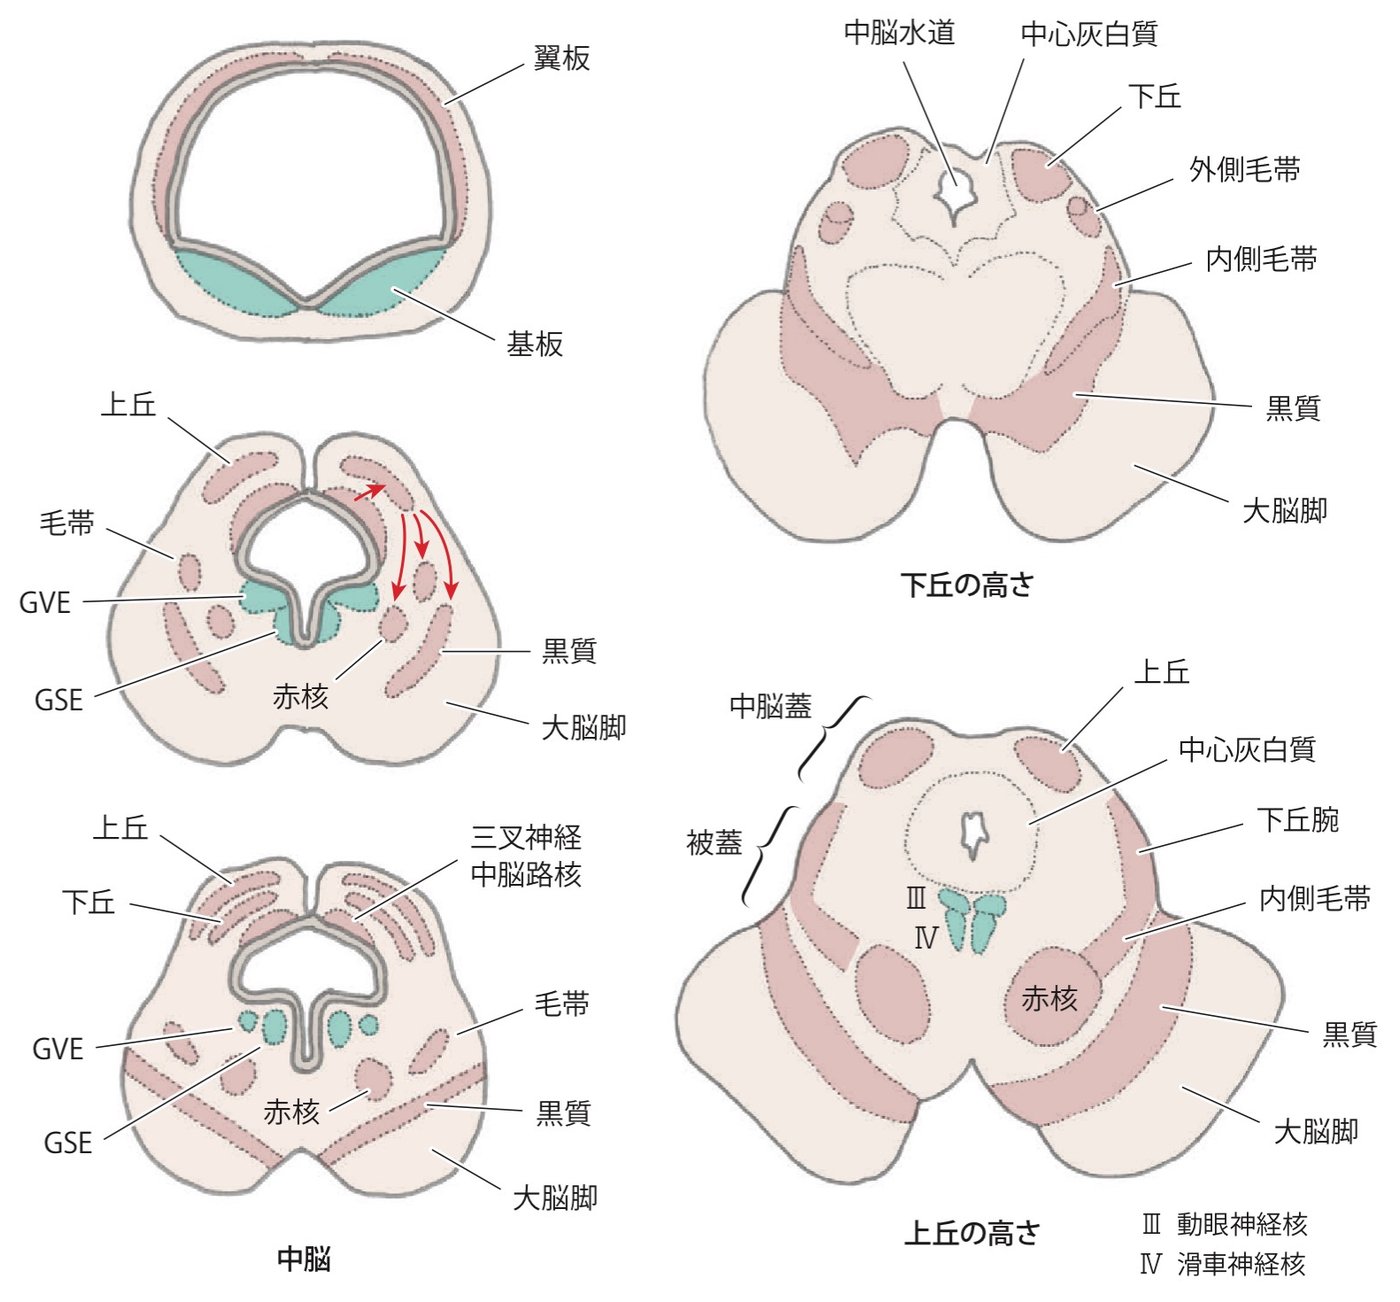 翼板
基板
上丘
毛帯
GVE
GSE
赤核
黒質
大脳脚
上丘
下丘
三叉神経
中脳路核
毛帯
GVE
GSE
赤核
黒質
大脳脚
中脳
中脳水道
中心灰白質
下丘
外側毛帯
内側毛帯
黒質
大脳脚
下丘の高さ
中脳蓋
被蓋
上丘
中心灰白質
下丘腕
内側毛帯
Ⅲ
Ⅳ
赤核
黒質
大脳脚
上丘の高さ
Ⅲ 動眼神経核
Ⅳ 滑車神経核